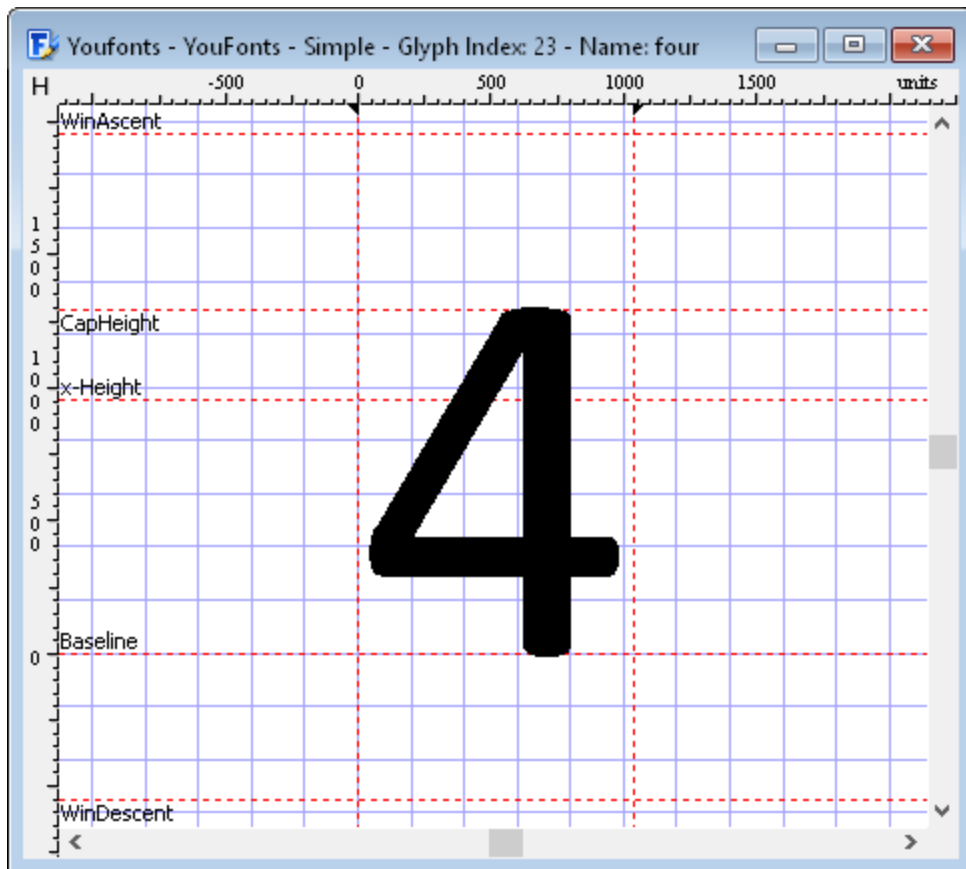 Youfonts - YouFonts - Simple - Glyph Index: 23 - Name: four
H -500 0 500 1000 1500 units
WinAscent
1500
CapHeight
1000
x-Height
500
4
Baseline
0
WinDescent